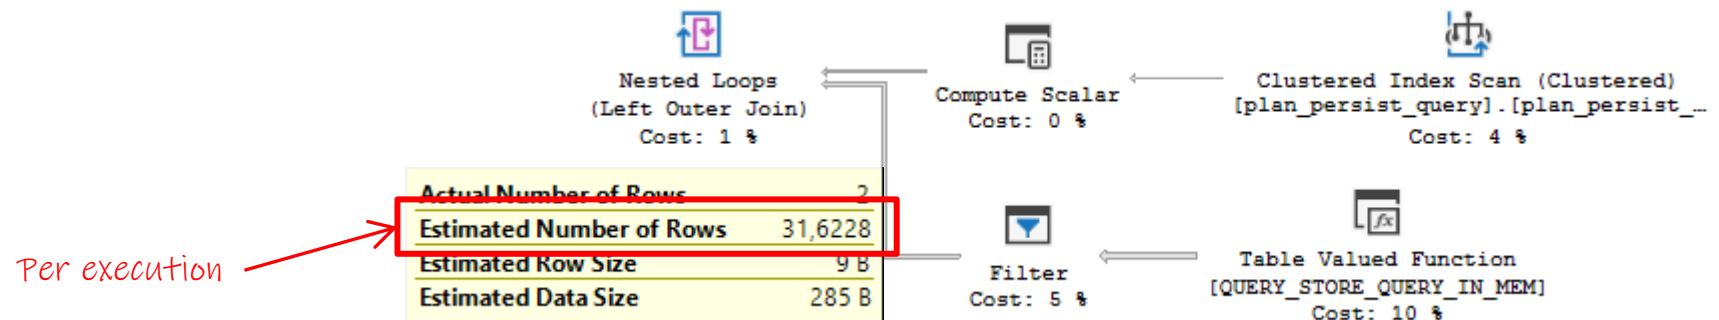 Nested Loops
(Left Outer Join)
Cost: 1 %
Compute Scalar
Cost: 0 %
Clustered Index Scan (Clustered)
[plan_persist_query].[plan_persist_…
Cost: 4 %
Actual Number of Rows 2
Estimated Number of Rows 31,6228
Estimated Row Size 9 B
Estimated Data Size 285 B
Per execution
Filter
Cost: 5 %
Table Valued Function
[QUERY_STORE_QUERY_IN_MEM]
Cost: 10 %